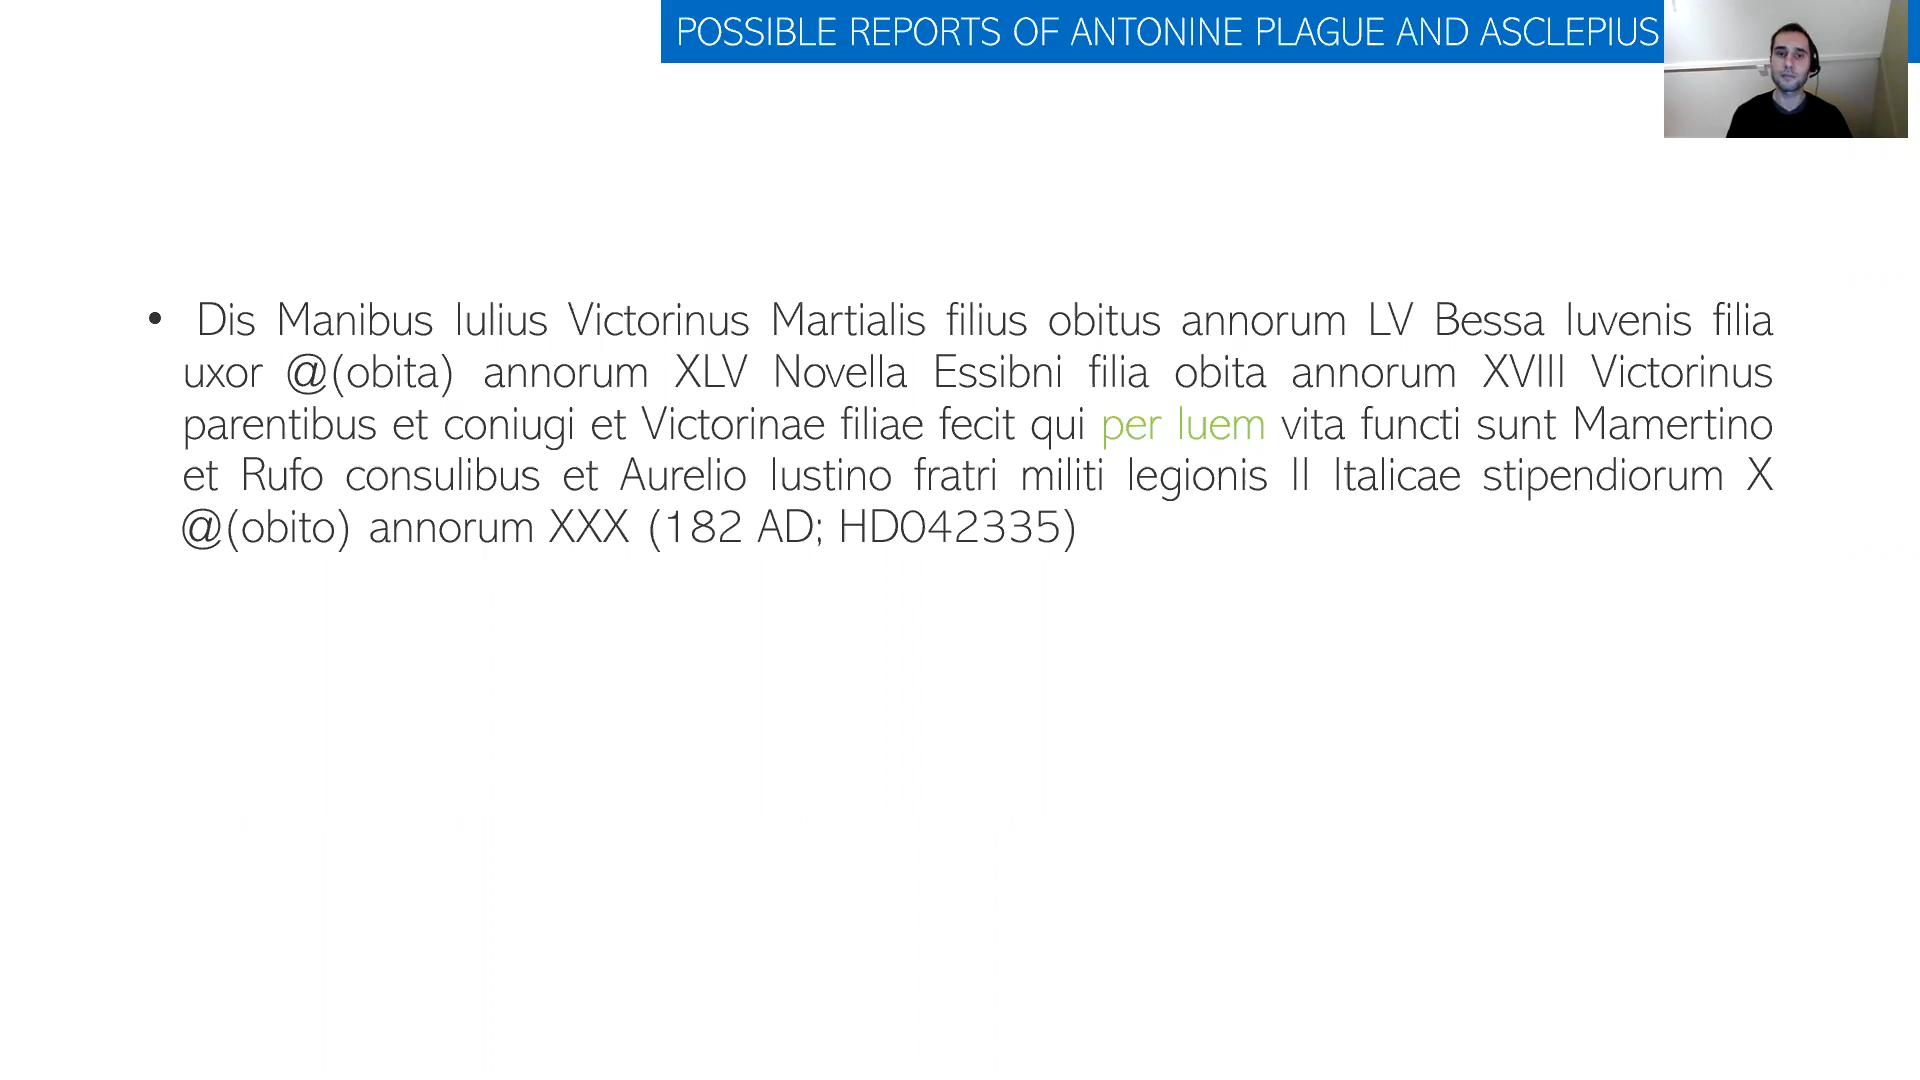 POSSIBLE REPORTS OF ANTONINE PLAGUE AND ASCLEPIUS
• Dis Manibus Iulius Victorinus Martialis filius obitus annorum LV Bessa Iuvenis filia
uxor @(obita) annorum XLV Novella Essibni filia obita annorum XVIII Victorinus
parentibus et coniugi et Victorinae filiae fecit qui per luem vita functi sunt Mamertino
et Rufo consulibus et Aurelio Iustino fratri militi legionis II Italicae stipendiorum X
@(obito) annorum XXX (182 AD; HD042335)